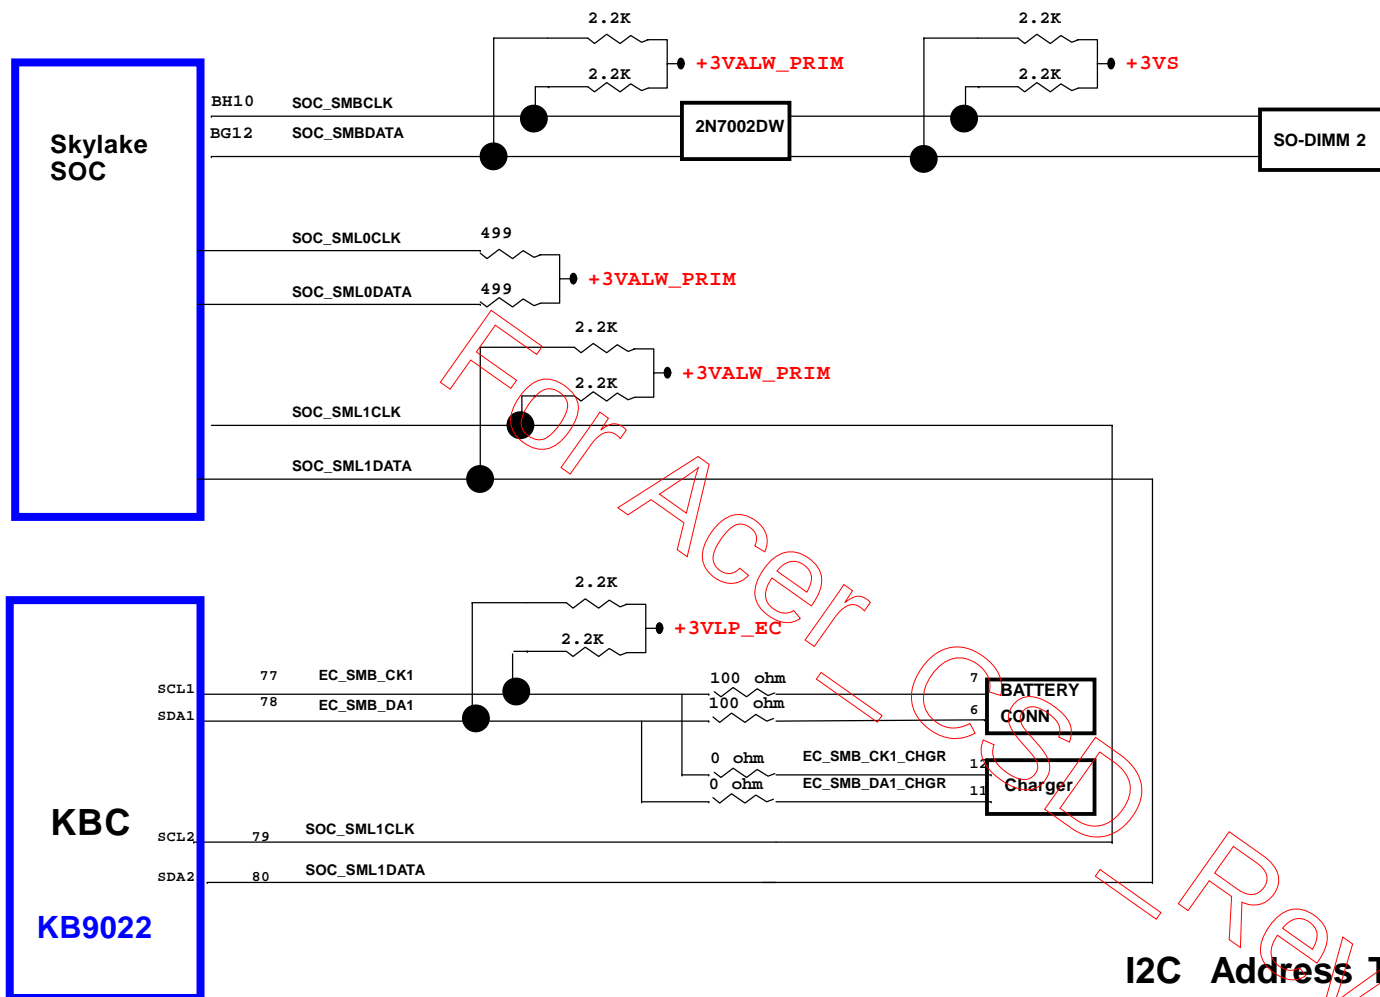 2.2K
2.2K
+3VALW_PRIM
2.2K
2.2K
+3VS
Skylake
SOC
BH10 SOC_SMBCLK
BG12 SOC_SMBDATA
2N7002DW
SO-DIMM 2
SOC_SML0CLK 499
SOC_SML0DATA 499
+3VALW_PRIM
2.2K
2.2K
+3VALW_PRIM
SOC_SML1CLK
SOC_SML1DATA
For Acer - CSD - Rev
2.2K
2.2K
+3VLP_EC
KBC
KB9022
SCL1 77 EC_SMB_CK1 100 ohm 7
SDA1 78 EC_SMB_DA1 100 ohm 6
BATTERY
CONN
0 ohm EC_SMB_CK1_CHGR 12
0 ohm EC_SMB_DA1_CHGR 11
Charger
SCL2 79 SOC_SML1CLK
SDA2 80 SOC_SML1DATA
I2C Address T